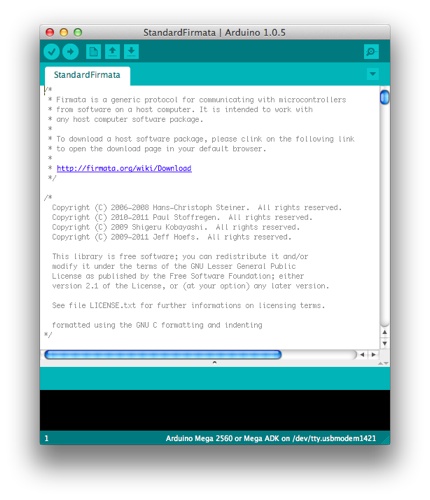 StandardFirmata | Arduino 1.0.5
StandardFirmata
/*
* Firmata is a generic protocol for communicating with microcontrollers
* from software on a host computer. It is intended to work with
* any host computer software package.
*
* To download a host software package, please clink on the following link
* to open the download page in your default browser.
*
* http://firmata.org/wiki/Download
*/
/*
Copyright (C) 2006-2008 Hans-Christoph Steiner.  All rights reserved.
Copyright (C) 2010-2011 Paul Stoffregen.  All rights reserved.
Copyright (C) 2009 Shigeru Kobayashi.  All rights reserved.
Copyright (C) 2009-2011 Jeff Hoefs.  All rights reserved.
This library is free software; you can redistribute it and/or
modify it under the terms of the GNU Lesser General Public
License as published by the Free Software Foundation; either
version 2.1 of the License, or (at your option) any later version.
See file LICENSE.txt for further informations on licensing terms.
formatted using the GNU C formatting and indenting
*/
1
Arduino Mega 2560 or Mega ADK on /dev/tty.usbmodem1421